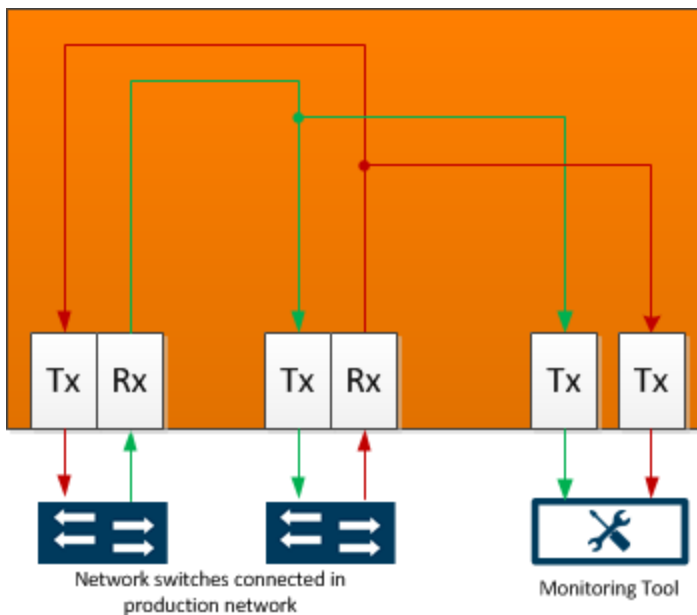 Tx Rx Tx Rx Tx Tx
Network switches connected in
production network
Monitoring Tool